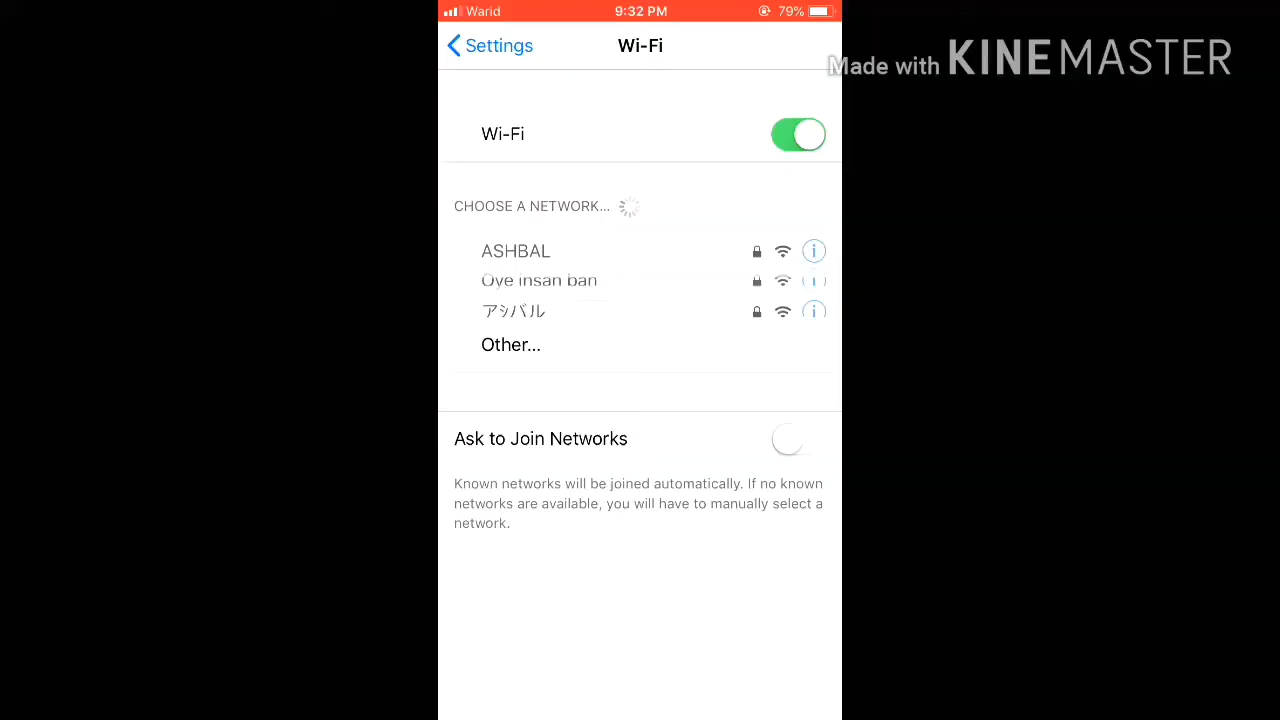 Warid 9:32 PM 79%
Settings Wi-Fi
Made with KINEMASTER
Wi-Fi
CHOOSE A NETWORK...
ASHBAL
Oye insan ban
アシバル
Other...
Ask to Join Networks
Known networks will be joined automatically. If no known
networks are available, you will have to manually select a
network.